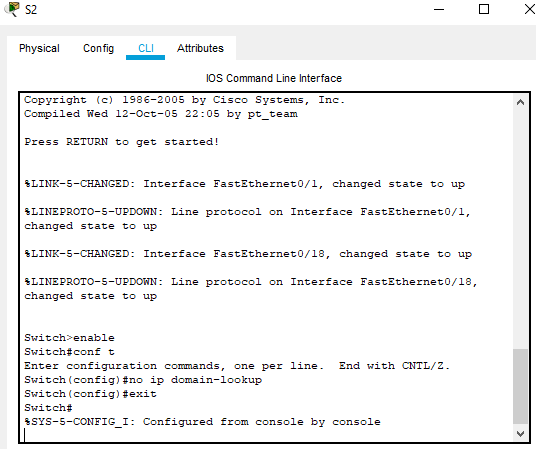 S2
Physical Config CLI Attributes
IOS Command Line Interface
Copyright (c) 1986-2005 by Cisco Systems, Inc.
Compiled Wed 12-Oct-05 22:05 by pt_team
Press RETURN to get started!
%LINK-5-CHANGED: Interface FastEthernet0/1, changed state to up
%LINEPROTO-5-UPDOWN: Line protocol on Interface FastEthernet0/1,
changed state to up
%LINK-5-CHANGED: Interface FastEthernet0/18, changed state to up
%LINEPROTO-5-UPDOWN: Line protocol on Interface FastEthernet0/18,
changed state to up
Switch>enable
Switch#conf t
Enter configuration commands, one per line.  End with CNTL/Z.
Switch(config)#no ip domain-lookup
Switch(config)#exit
Switch#
%SYS-5-CONFIG_I: Configured from console by console